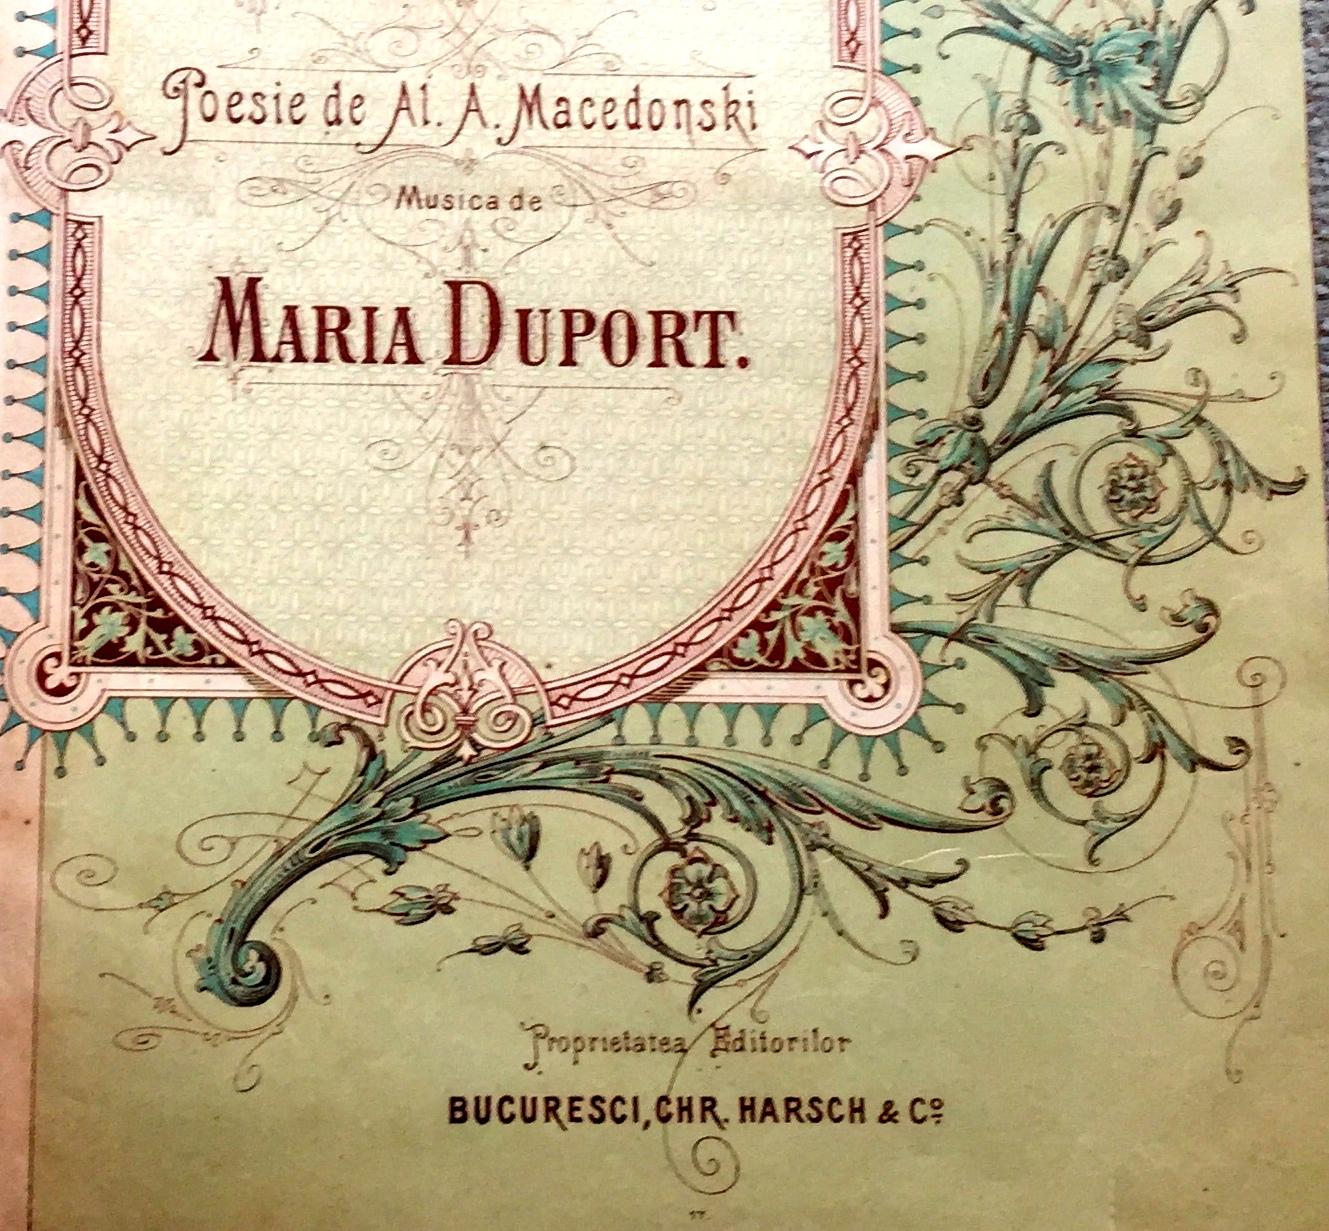 Poesie de Al. A. Macedonski
Musica de
MARIA DUPORT.
Proprietatea Editorilor
BUCURESCI, CHR. HARSCH & Cº